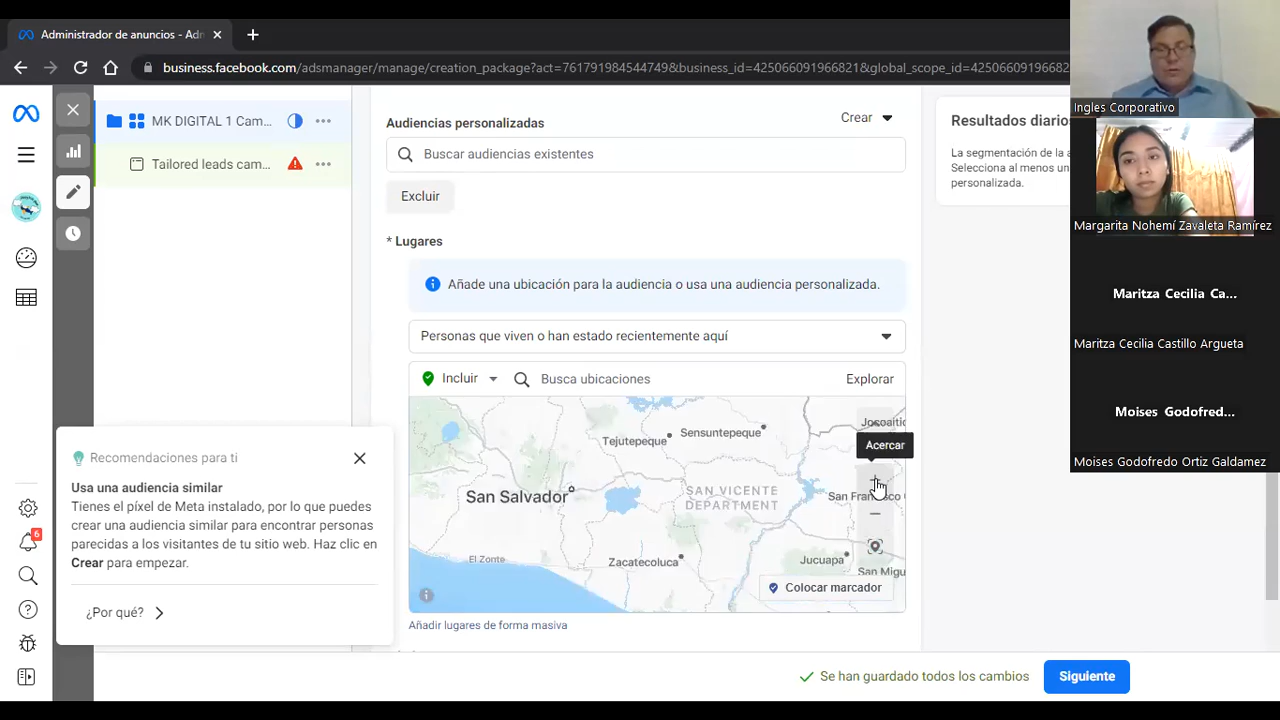 Administrador de anuncios - Adn
business.facebook.com/adsmanager/manage/creation_package?act=761791984544749&business_id=425066091966821&global_scope_id=42506609196682
MK DIGITAL 1 Cam...
Tailored leads cam...
Audiencias personalizadas
Crear
Buscar audiencias existentes
Excluir
* Lugares
Añade una ubicación para la audiencia o usa una audiencia personalizada.
Personas que viven o han estado recientemente aquí
Incluir
Busca ubicaciones
Explorar
Jocoaitic
Tejutepeque
Sensuntepeque
Acercar
San Salvador
SAN VICENTE
DEPARTMENT
San Francisco
El Zonte
Zacatecoluca
Jucuapa
San Migu
Colocar marcador
Añadir lugares de forma masiva
Resultados diarios
La segmentación de la a
Selecciona al menos un
personalizada.
Recomendaciones para ti
Usa una audiencia similar
Tienes el píxel de Meta instalado, por lo que puedes
crear una audiencia similar para encontrar personas
parecidas a los visitantes de tu sitio web. Haz clic en
Crear para empezar.
¿Por qué?
6
Se han guardado todos los cambios
Siguiente
Ingles Corporativo
Margarita Nohemí Zavaleta Ramírez
Maritza Cecilia Ca...
Maritza Cecilia Castillo Argueta
Moises Godofred...
Moises Godofredo Ortiz Galdamez